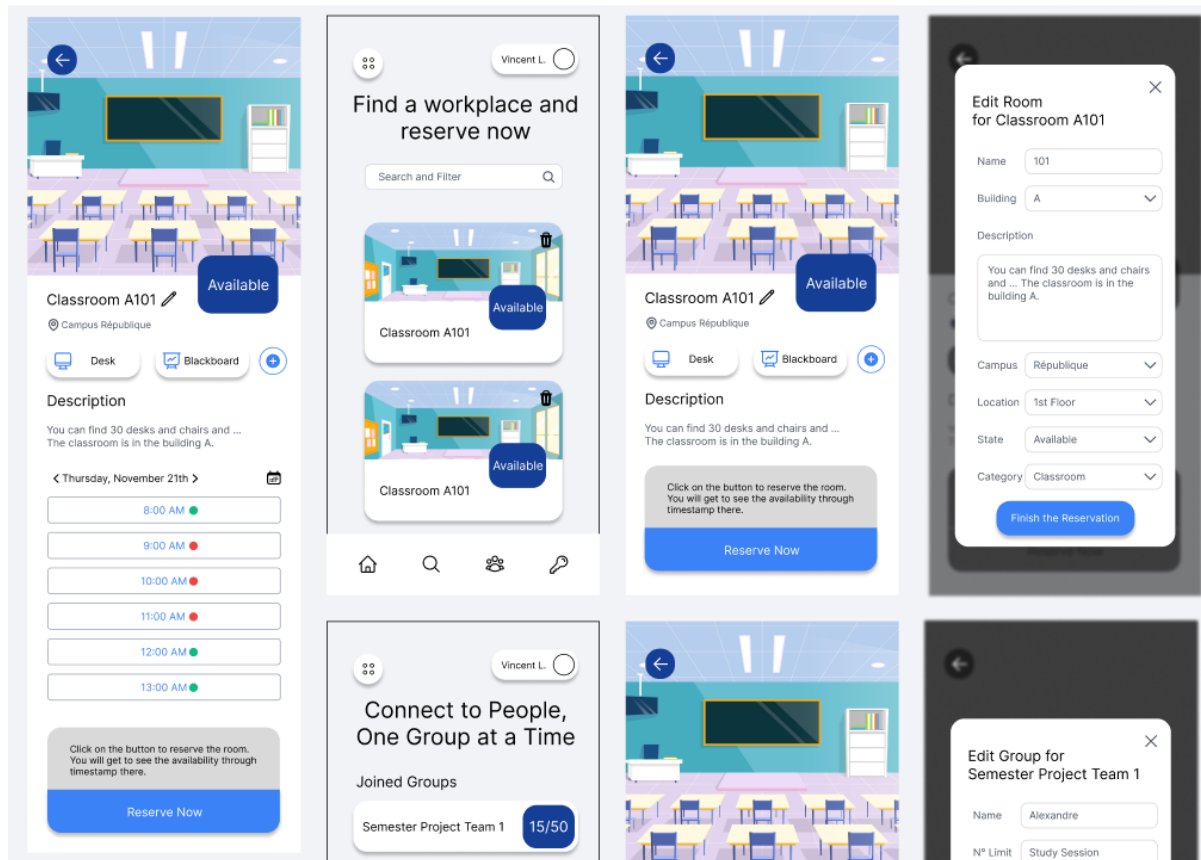 Available
Classroom A101
Campus République
Desk
Blackboard
Description
You can find 30 desks and chairs and ...
The classroom is in the building A.
Thursday, November 21th
8:00 AM
9:00 AM
10:00 AM
11:00 AM
12:00 AM
13:00 AM
Click on the button to reserve the room.
You will get to see the availability through
timestamp there.
Reserve Now
Vincent L.
Find a workplace and
reserve now
Search and Filter
Available
Classroom A101
Available
Classroom A101
Available
Classroom A101
Campus République
Desk
Blackboard
Description
You can find 30 desks and chairs and ...
The classroom is in the building A.
Click on the button to reserve the room.
You will get to see the availability through
timestamp there.
Reserve Now
Edit Room
for Classroom A101
Name 101
Building A
Description
You can find 30 desks and chairs
and ... The classroom is in the
building A.
Campus République
Location 1st Floor
State Available
Category Classroom
Finish the Reservation
Vincent L.
Connect to People,
One Group at a Time
Joined Groups
Semester Project Team 1 15/50
Edit Group for
Semester Project Team 1
Name Alexandre
N° Limit Study Session